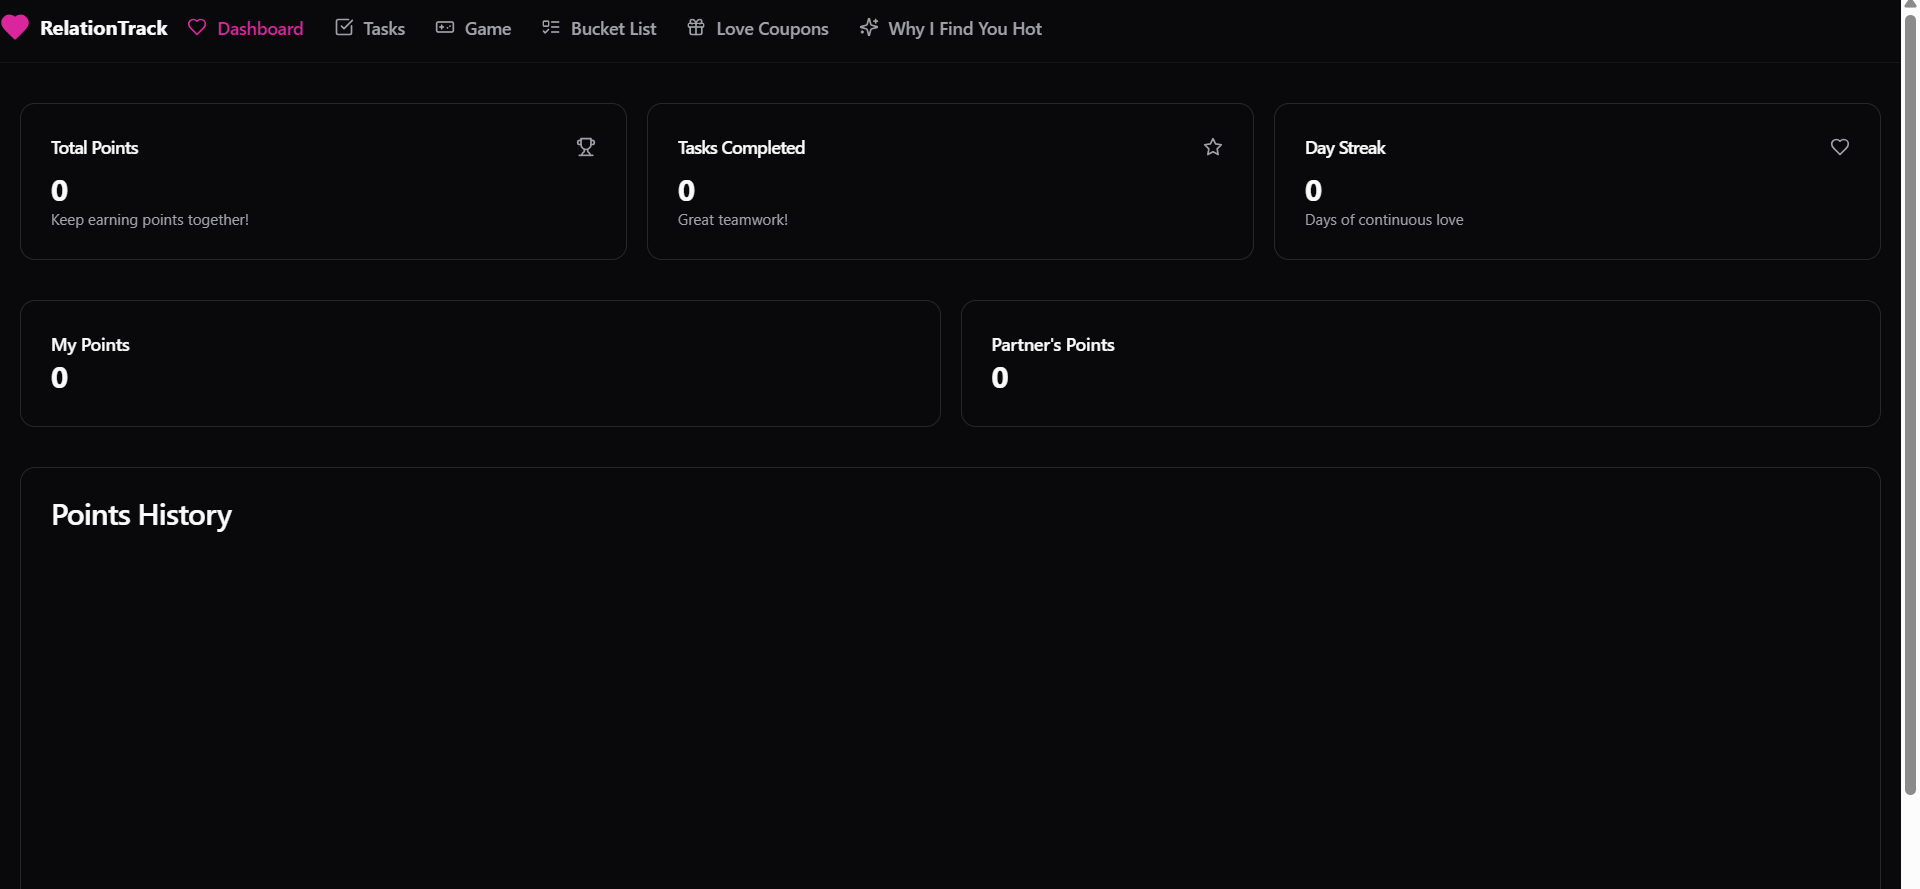 RelationTrack Dashboard Tasks Game Bucket List Love Coupons Why I Find You Hot
Total Points
0
Keep earning points together!
Tasks Completed
0
Great teamwork!
Day Streak
0
Days of continuous love
My Points
0
Partner's Points
0
Points History